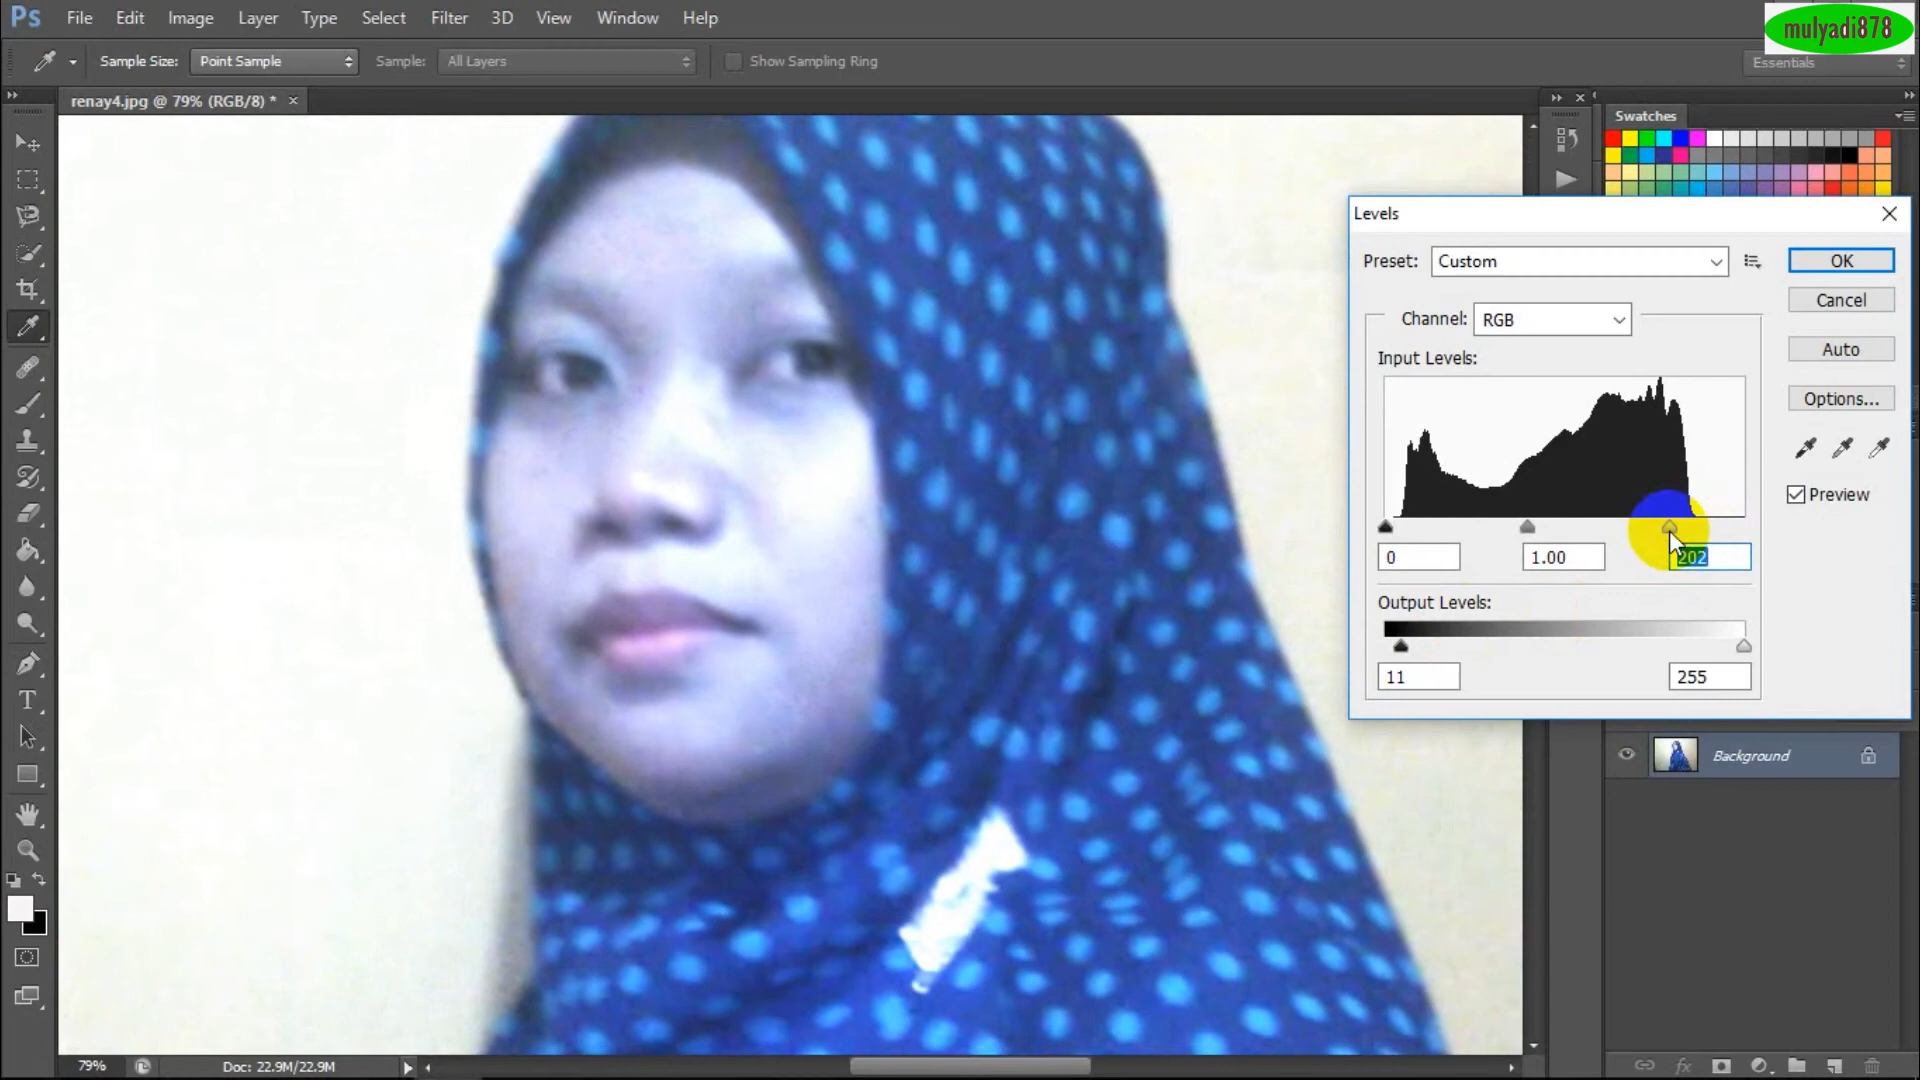 Ps File Edit Image Layer Type Select Filter 3D View Window Help
mulyadi878
Sample Size: Point Sample Sample: All Layers Show Sampling Ring
Essentials
renay4.jpg @ 79% (RGB/8) * ×
Swatches
Levels
Preset: Custom
OK
Channel: RGB
Cancel
Input Levels:
Auto
Options...
Preview
0 1.00 202
Output Levels:
11 255
Background
T
79% Doc: 22.9M/22.9M
fx